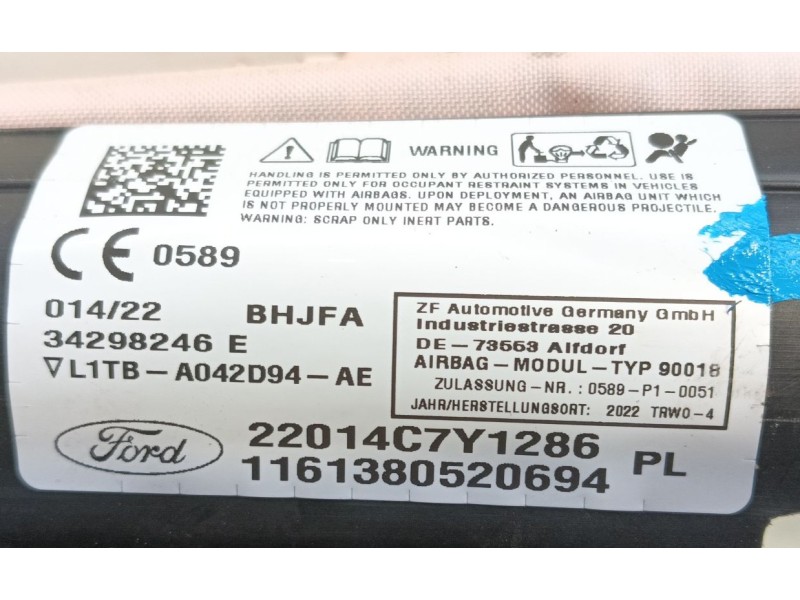 WARNING
HANDLING IS PERMITTED ONLY BY AUTHORIZED PERSONNEL. USE IS
PERMITTED ONLY FOR OCCUPANT RESTRAINT SYSTEMS IN VEHICLES
EQUIPPED WITH AIRBAGS. UPON DEPLOYMENT, AN AIRBAG UNIT WHICH
IS NOT PROPERLY MOUNTED MAY BECOME A DANGEROUS PROJECTILE.
WARNING: SCRAP ONLY INERT PARTS.
CE 0589
014/22 BHJFA
34298246 E
L1TB-A042D94-AE
ZF Automotive Germany GmbH
Industriestrasse 20
DE-73553 Alfdorf
AIRBAG-MODUL-TYP 90018
ZULASSUNG-NR.: 0589-P1-0051
JAHR/HERSTELLUNGSORT: 2022 TRWO-4
Ford
22014C7Y1286
1161380520694
PL